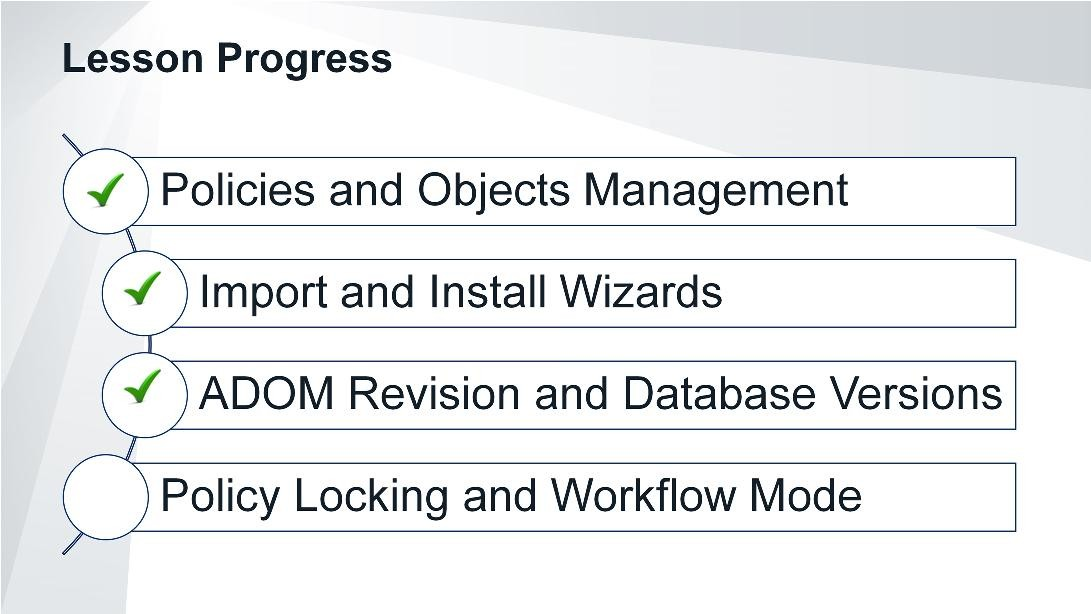 Lesson Progress
Policies and Objects Management
Import and Install Wizards
ADOM Revision and Database Versions
Policy Locking and Workflow Mode